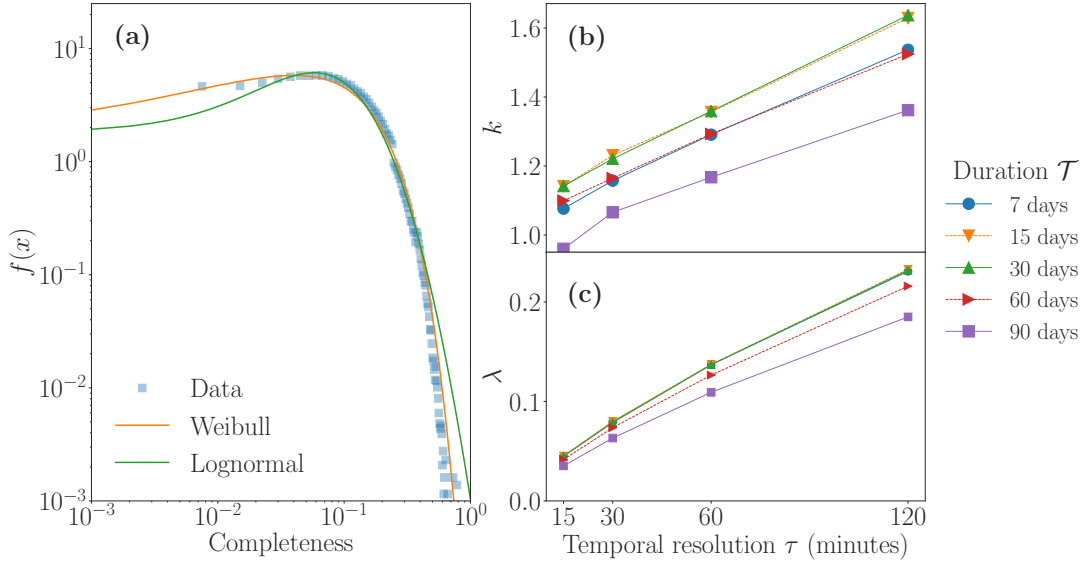 (a)
f(x)
10^1
10^0
10^{-1}
10^{-2}
10^{-3}
Data
Weibull
Lognormal
10^{-3}
10^{-2}
10^{-1}
10^0
Completeness
(b)
k
1.6
1.4
1.2
1.0
(c)
λ
0.2
0.1
0.0
15
30
60
120
Temporal resolution τ (minutes)
Duration 𝒯
7 days
15 days
30 days
60 days
90 days